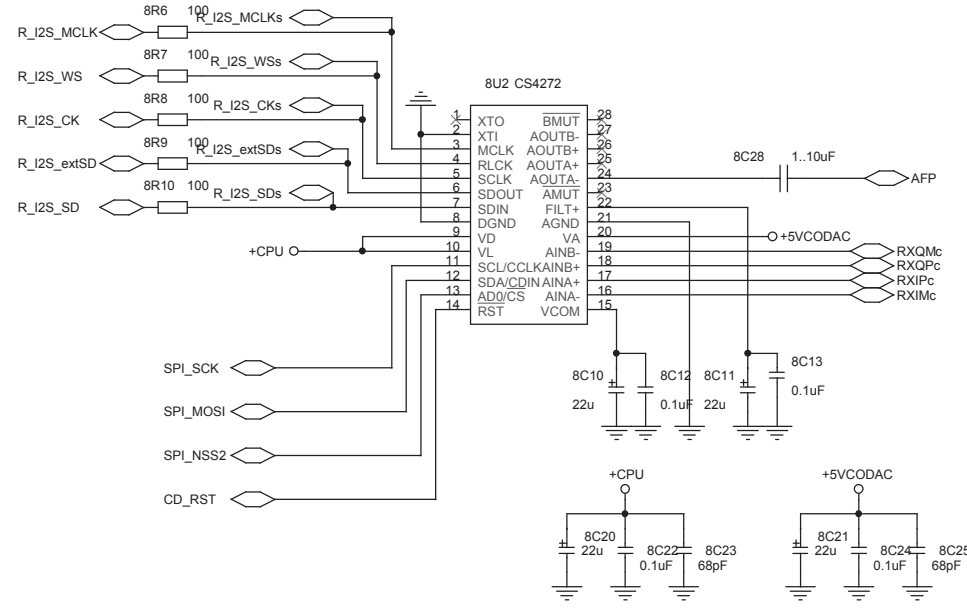 8R6 100 R_I2S_MCLKs
R_I2S_MCLK
8R7 100 R_I2S_WSs
R_I2S_WS
8R8 100 R_I2S_CKs
R_I2S_CK
8R9 100 R_I2S_extSDs
R_I2S_extSD
8R10 100 R_I2S_SDs
R_I2S_SD
8U2 CS4272
1 XTO BMUT 28
2 XTI AOUTB- 27
3 MCLK AOUTB+ 26
4 RLCK AOUTA+ 25
5 SCLK AOUTA- 24
6 SDOUT AMUT 23
7 SDIN FILT+ 22
8 DGND AGND 21
9 VD VA 20
10 VL AINB- 19
11 SCL/CCLK AINB+ 18
12 SDA/CDIN AINA+ 17
13 AD0/CS AINA- 16
14 RST VCOM 15
8C28 1..10uF
AFP
+5VCODAC
RXQMc
RXQPc
RXIPc
RXIMc
+CPU
SPI_SCK
SPI_MOSI
SPI_NSS2
CD_RST
8C10 + 22u
8C12 0.1uF
8C11 + 22u
8C13 0.1uF
+CPU
+ 8C20 22u
8C22 0.1uF
8C23 68pF
+5VCODAC
+ 8C21 22u
8C24 0.1uF
8C25 68pF